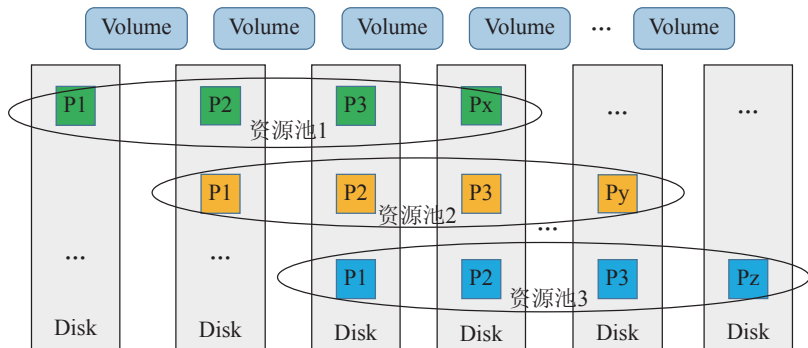 Volume Volume Volume Volume ... Volume
P1 P2 P3 Px ... ...
资源池1
P1 P2 P3 Py
资源池2
...
... ...
P1 P2 P3 Pz
资源池3
Disk Disk Disk Disk Disk Disk